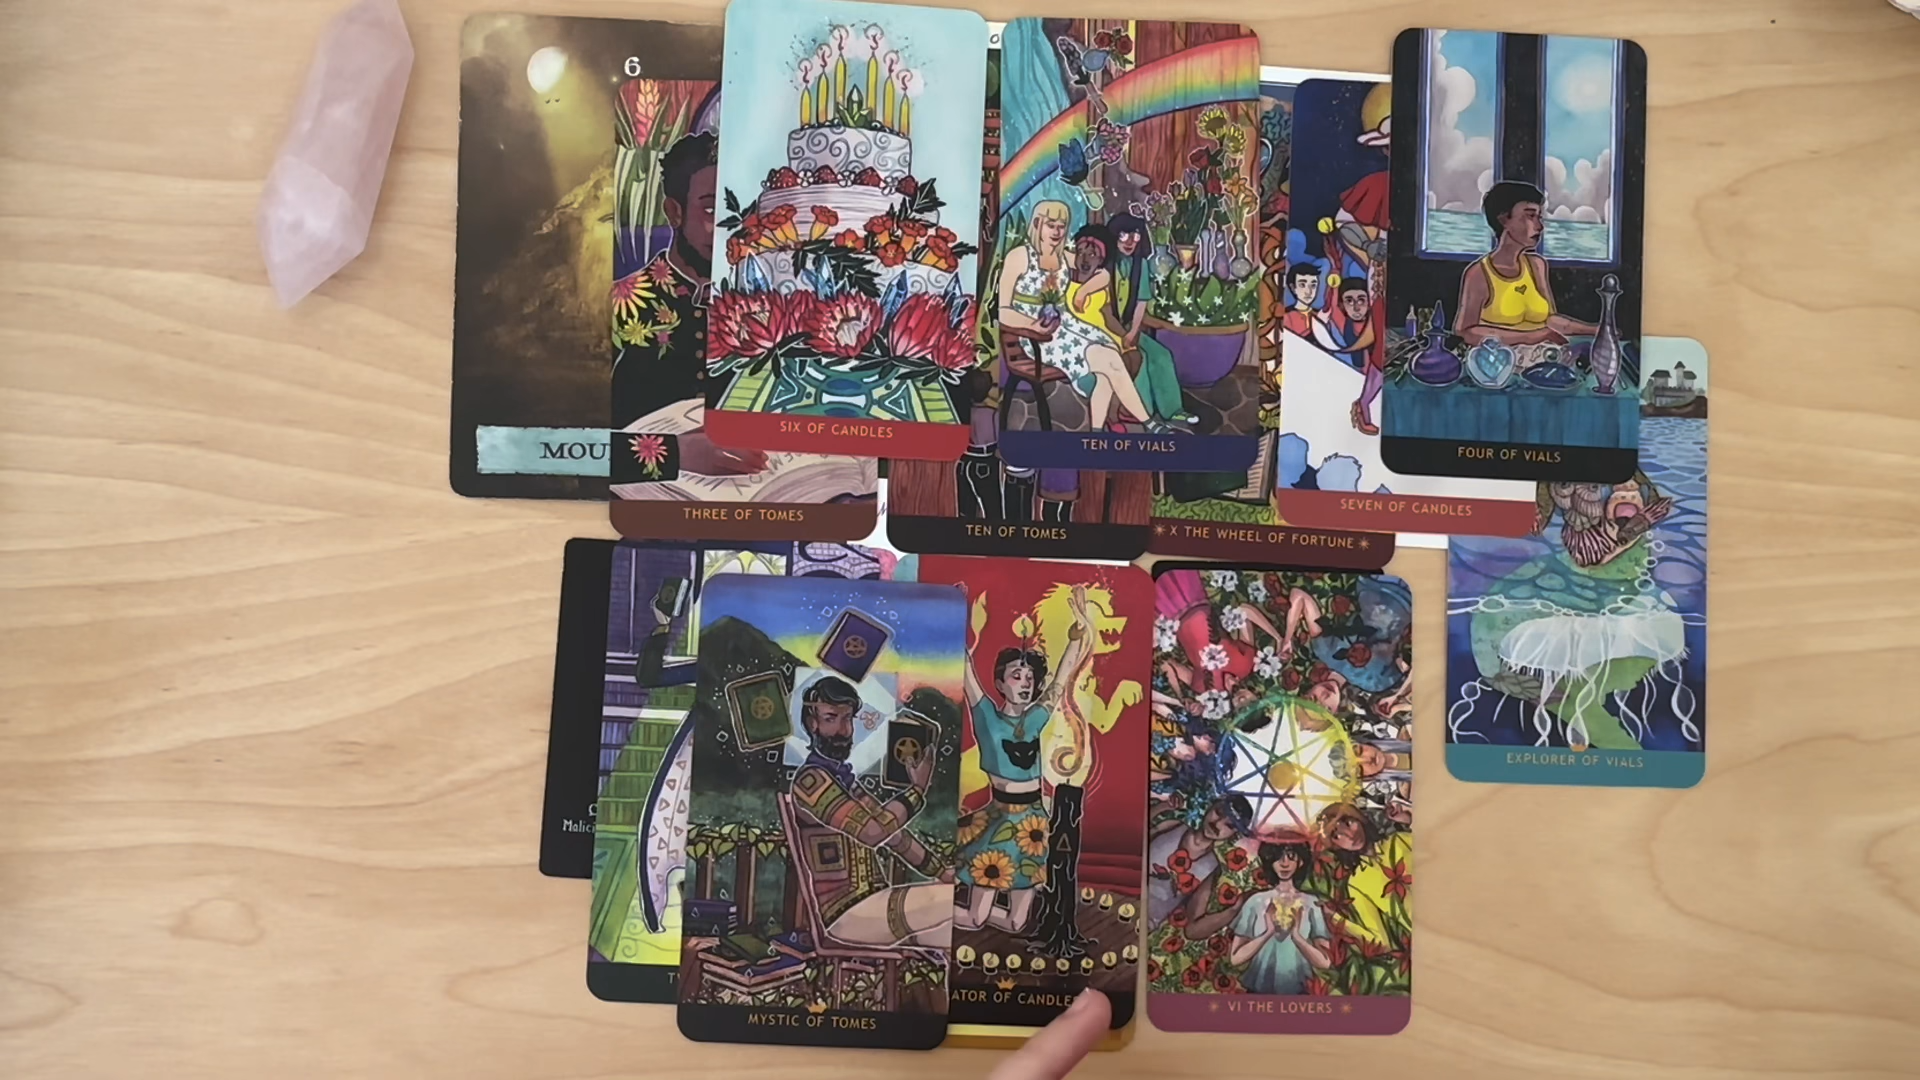 6
SIX OF CANDLES
TEN OF VIALS
FOUR OF VIALS
MOU
THREE OF TOMES
TEN OF TOMES
X THE WHEEL OF FORTUNE
SEVEN OF CANDLES
EXPLORER OF VIALS
Malici
MYSTIC OF TOMES
ATOR OF CANDLES
VI THE LOVERS